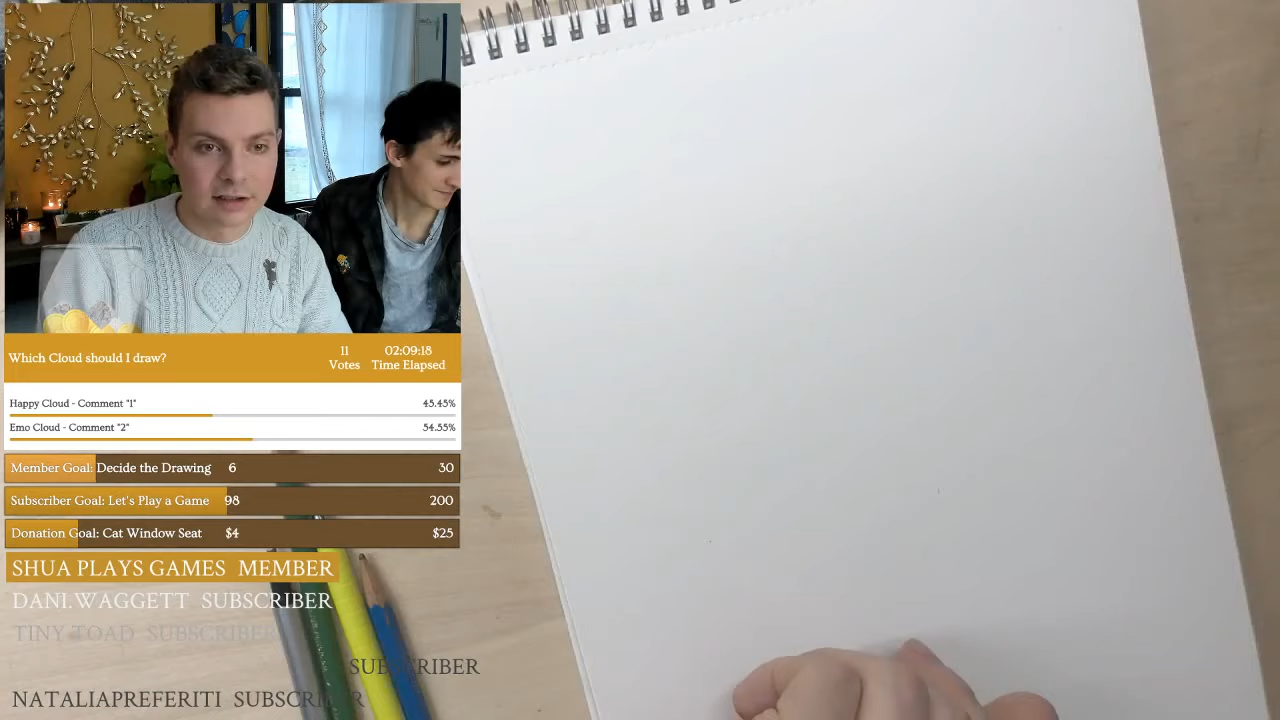 Which Cloud should I draw?
11 Votes
02:09:18 Time Elapsed
Happy Cloud - Comment "1" 45.45%
Emo Cloud - Comment "2" 54.55%
Member Goal: Decide the Drawing 6 30
Subscriber Goal: Let's Play a Game 98 200
Donation Goal: Cat Window Seat $4 $25
SHUA PLAYS GAMES MEMBER
DANI.WAGGETT SUBSCRIBER
TINY TOAD SUBSCRIBER
SUBSCRIBER
NATALIAPREFERITI SUBSCRIBER